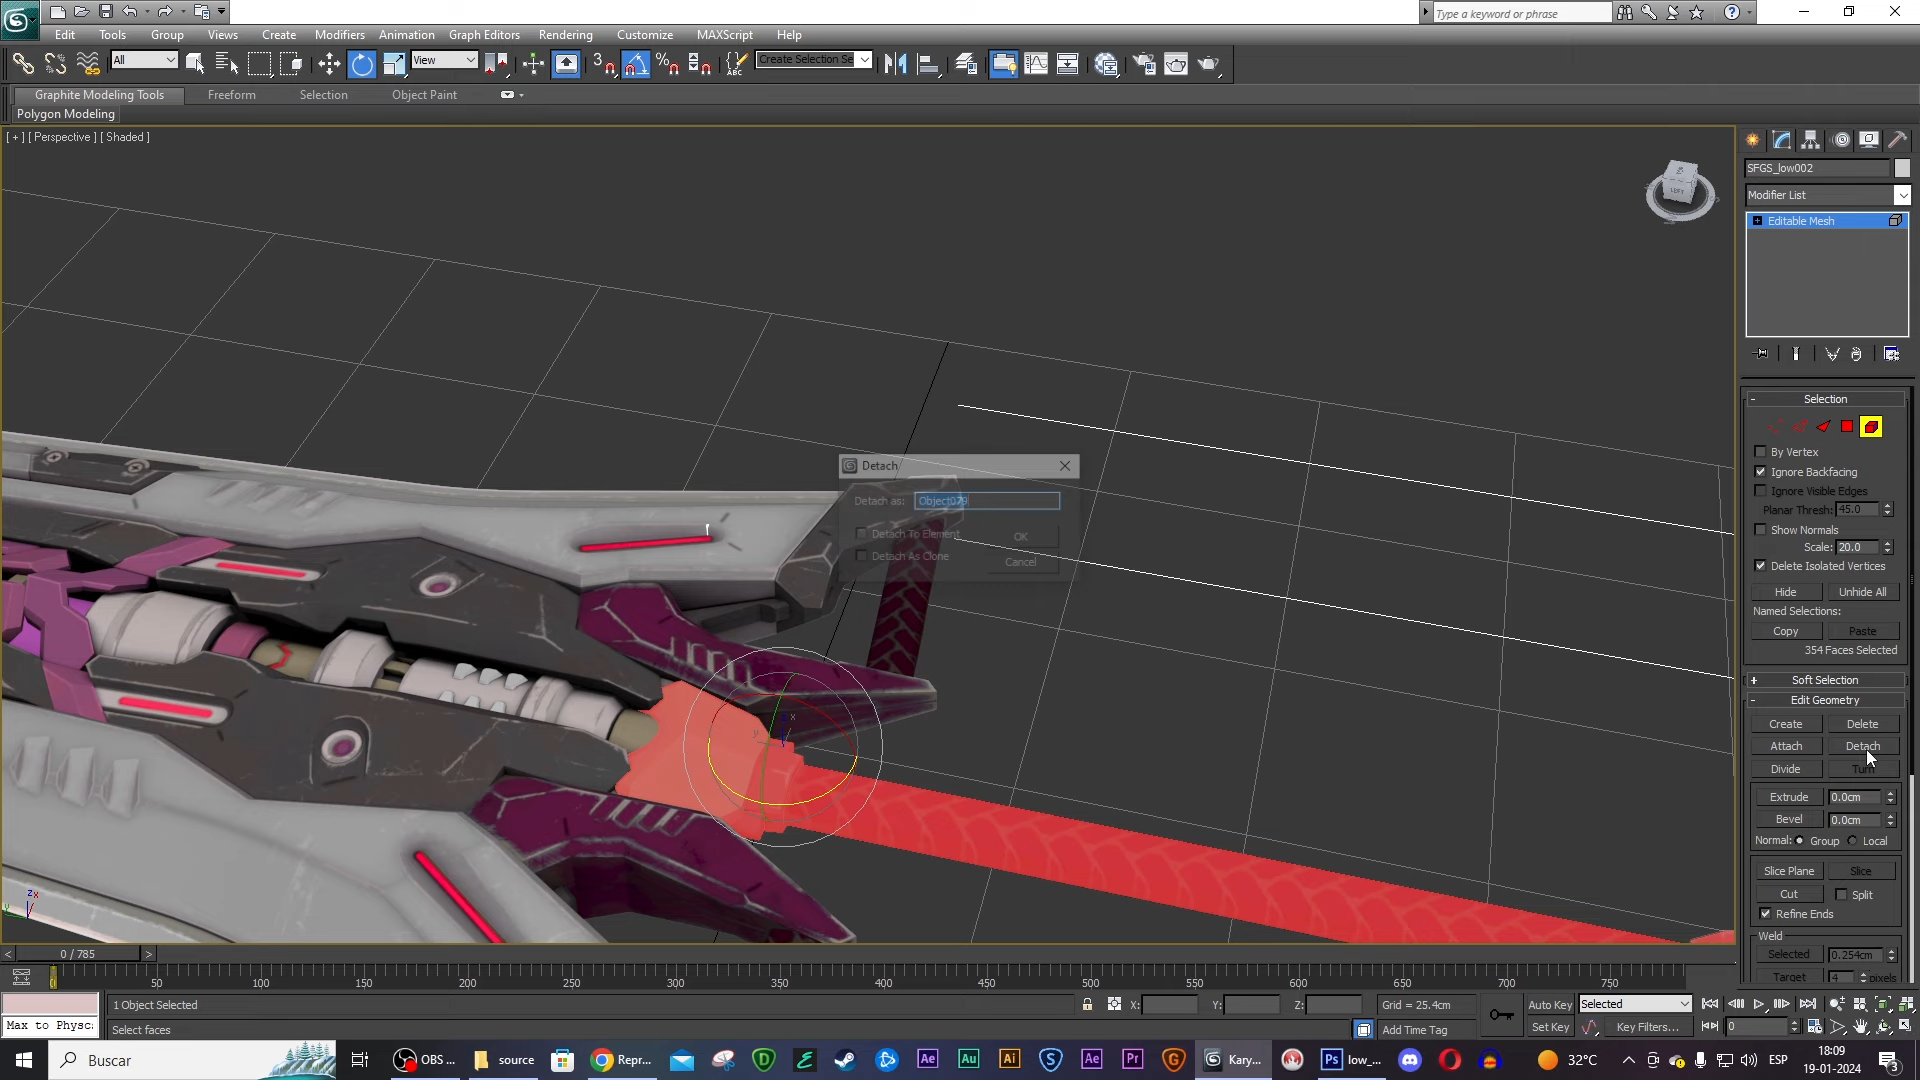 Type a keyword or phrase
Edit Tools Group Views Create Modifiers Animation Graph Editors Rendering Customize MAXScript Help
All View Create Selection Se
Graphite Modeling Tools Freeform Selection Object Paint
Polygon Modeling
[ + ] [ Perspective ] [ Shaded ]
LEFT
SFGS_low002
Modifier List
Editable Mesh
Selection
By Vertex
Ignore Backfacing
Ignore Visible Edges
Planar Thresh: 45.0
Show Normals
Scale: 20.0
Delete Isolated Vertices
Hide Unhide All
Named Selections:
Copy Paste
354 Faces Selected
Soft Selection
Edit Geometry
Create Delete
Attach Detach
Divide Turn
Extrude 0.0cm
Bevel 0.0cm
Normal: Group Local
Slice Plane Slice
Cut Split
Refine Ends
Weld
Selected 0.254cm
Target 4 pixels
Detach
Detach as: Object029
Detach To Element OK
Detach As Clone Cancel
x
y
z x
y
< 0 / 785 >
50 100 150 200 250 300 350 400 450 500 550 600 650 700 750
1 Object Selected X: Y: Z: Grid = 25.4cm Auto Key Selected
Max to Physc: Select faces Add Time Tag Set Key Key Filters... 0
Buscar OBS ... source Repr... Kary... low_... 32°C ESP 18:09
19-01-2024 3